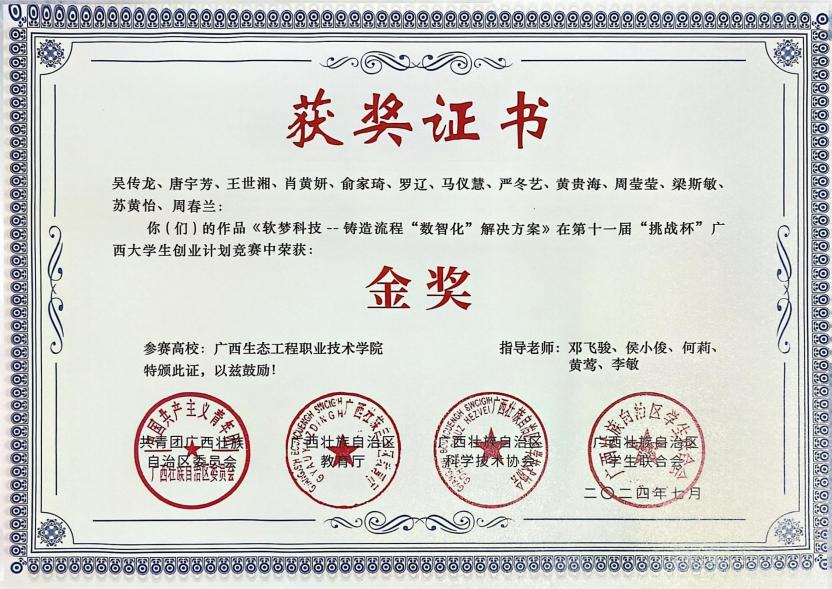 获奖证书
吴传龙、唐宇芳、王世湘、肖黄妍、俞家琦、罗辽、马仪慧、严冬艺、黄贵海、周莹莹、梁斯敏、
苏黄怡、周春兰：
你(们)的作品《软梦科技--铸造流程“数智化”解决方案》在第十一届“挑战杯”广
西大学生创业计划竞赛中荣获：
金奖
参赛高校：广西生态工程职业技术学院
指导老师：邓飞骏、侯小俊、何莉、
特颁此证，以兹鼓励！
黄莺、李敏
共青团广西壮族
自治区委员会
广西壮族自治区委员会
西壮族自治区
教育厅
广西壮族自治区
科学技术协会
广西壮族自治区
学生联合会
二〇二四年七月